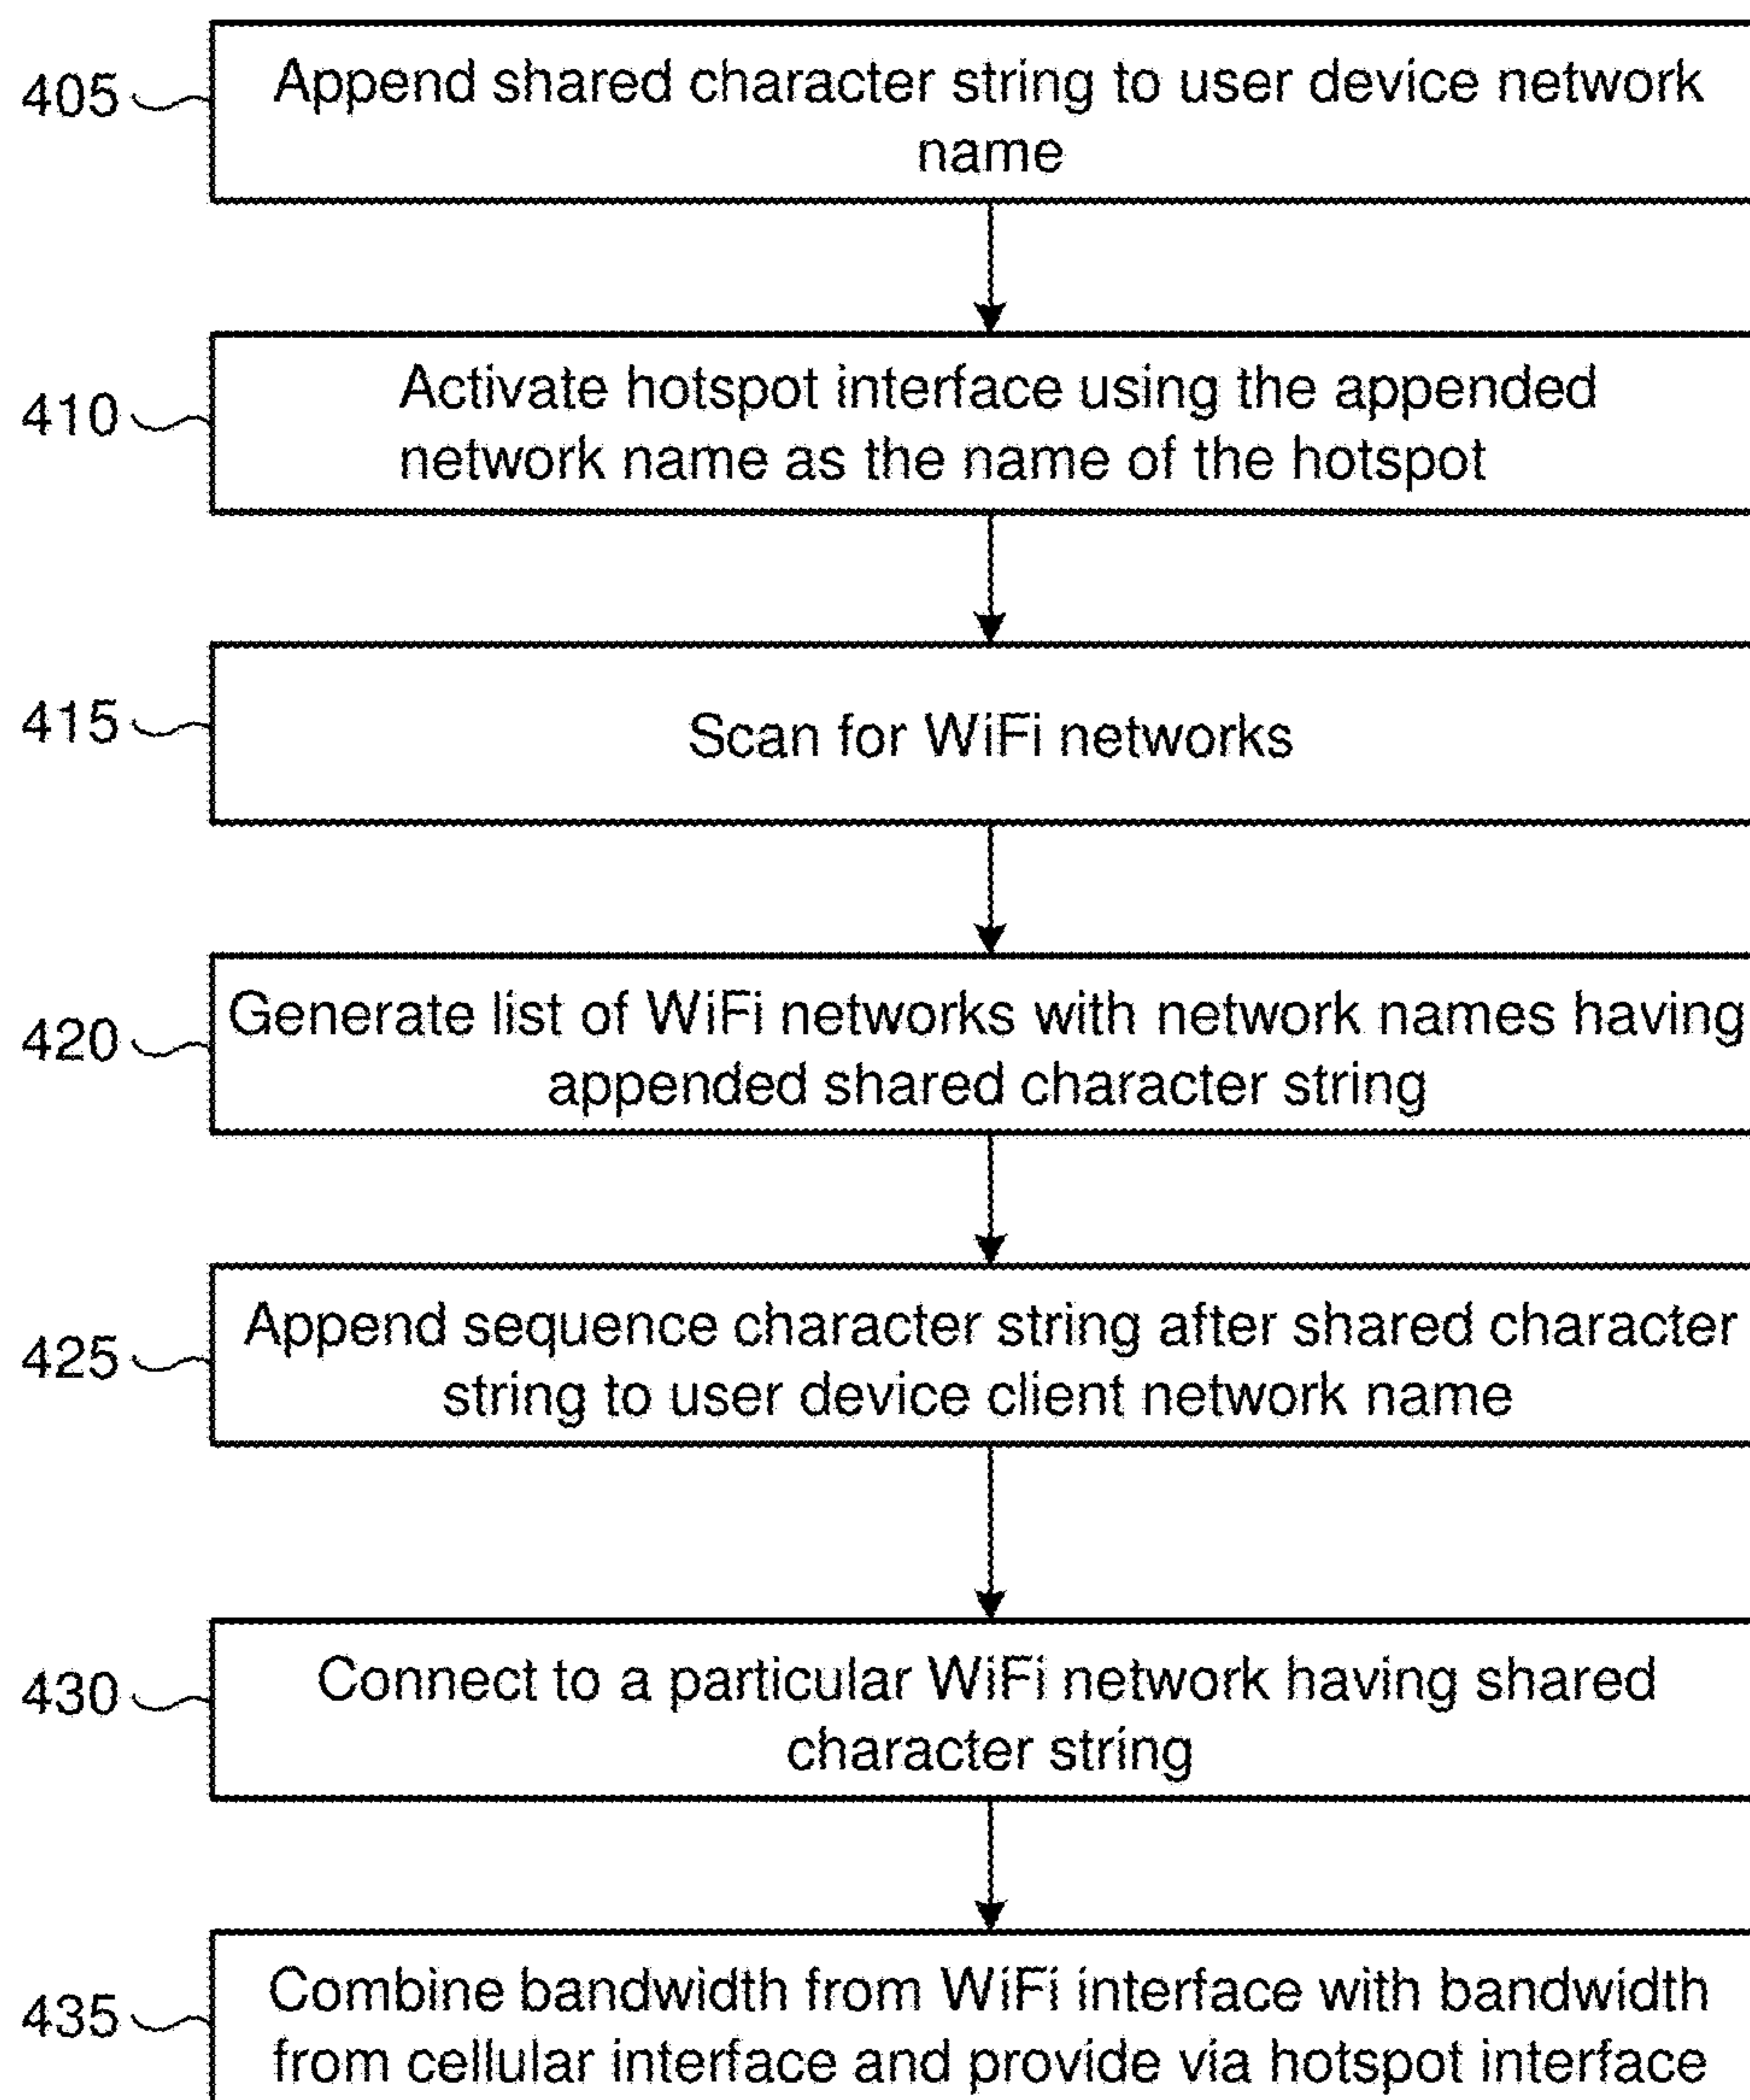 405
Append shared character string to user device network
name
410
Activate hotspot interface using the appended
network name as the name of the hotspot
415
Scan for WiFi networks
420
Generate list of WiFi networks with network names having
appended shared character string
425
Append sequence character string after shared character
string to user device client network name
430
Connect to a particular WiFi network having shared
character string
435
Combine bandwidth from WiFi interface with bandwidth
from cellular interface and provide via hotspot interface